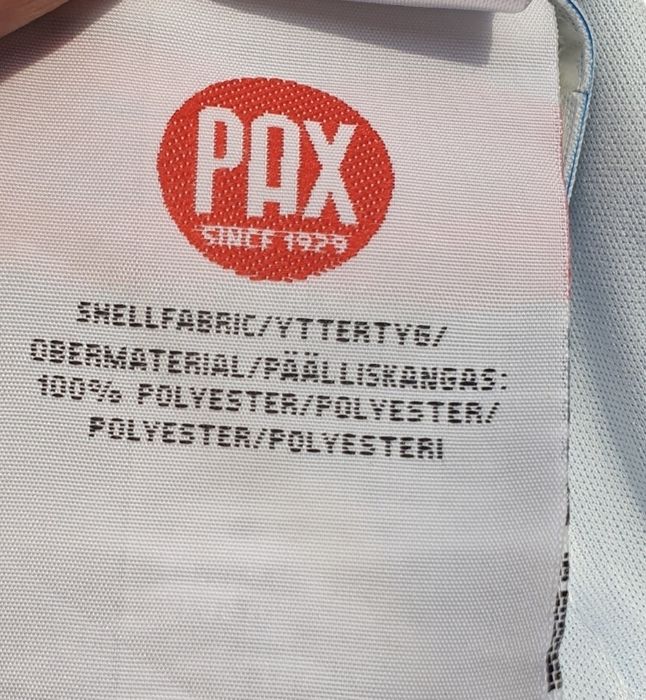 PAX
SINCE 1929
SHELLFABRIC/YTTERTYG/
OBERMATERIAL/PÄÄLLISKANGAS:
100% POLYESTER/POLYESTER/
POLYESTER/POLYESTERI